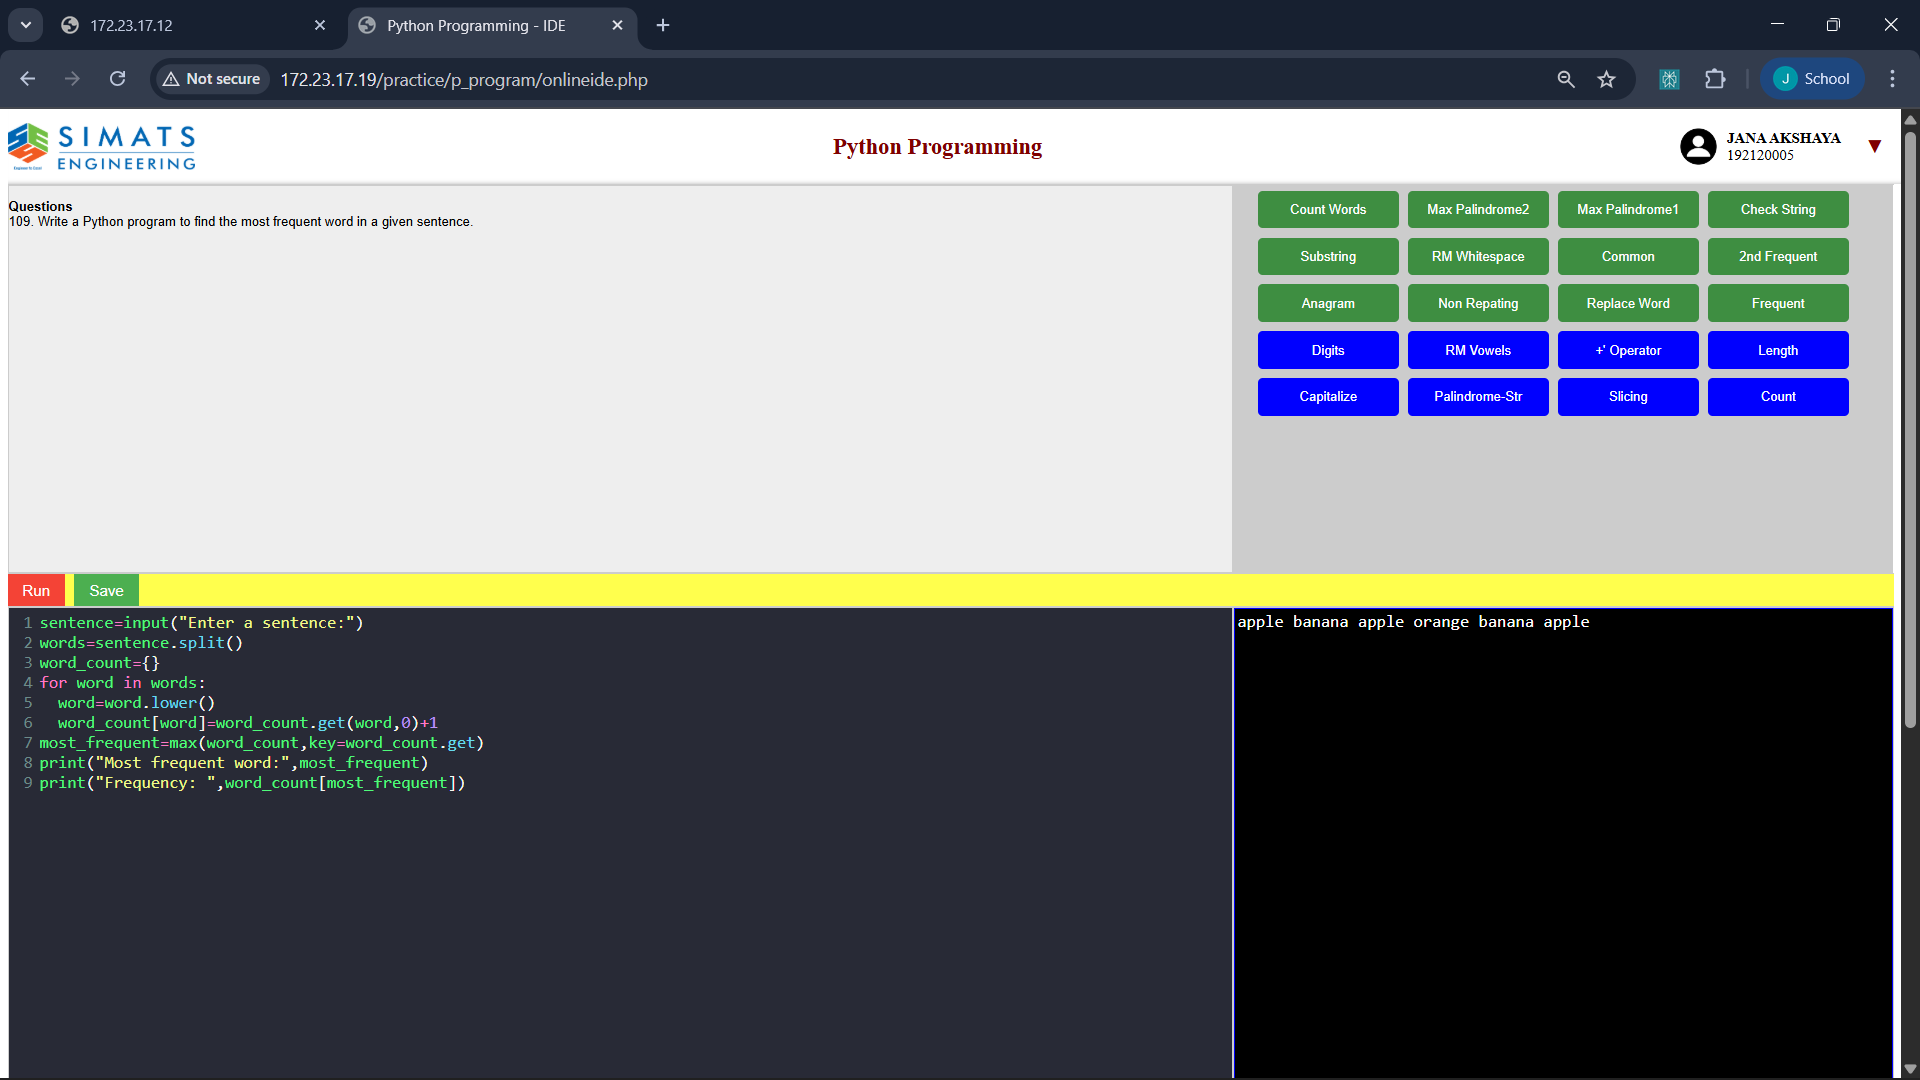 172.23.17.12
Python Programming - IDE
Not secure
172.23.17.19/practice/p_program/onlineide.php
J School
SIMATS
ENGINEERING
Python Programming
JANA AKSHAYA
192120005
Questions
109. Write a Python program to find the most frequent word in a given sentence.
Count Words Max Palindrome2 Max Palindrome1 Check String
Substring RM Whitespace Common 2nd Frequent
Anagram Non Repating Replace Word Frequent
Digits RM Vowels +' Operator Length
Capitalize Palindrome-Str Slicing Count
Run Save
1 sentence=input("Enter a sentence:")
2 words=sentence.split()
3 word_count={}
4 for word in words:
5   word=word.lower()
6   word_count[word]=word_count.get(word,0)+1
7 most_frequent=max(word_count,key=word_count.get)
8 print("Most frequent word:",most_frequent)
9 print("Frequency: ",word_count[most_frequent])
apple banana apple orange banana apple